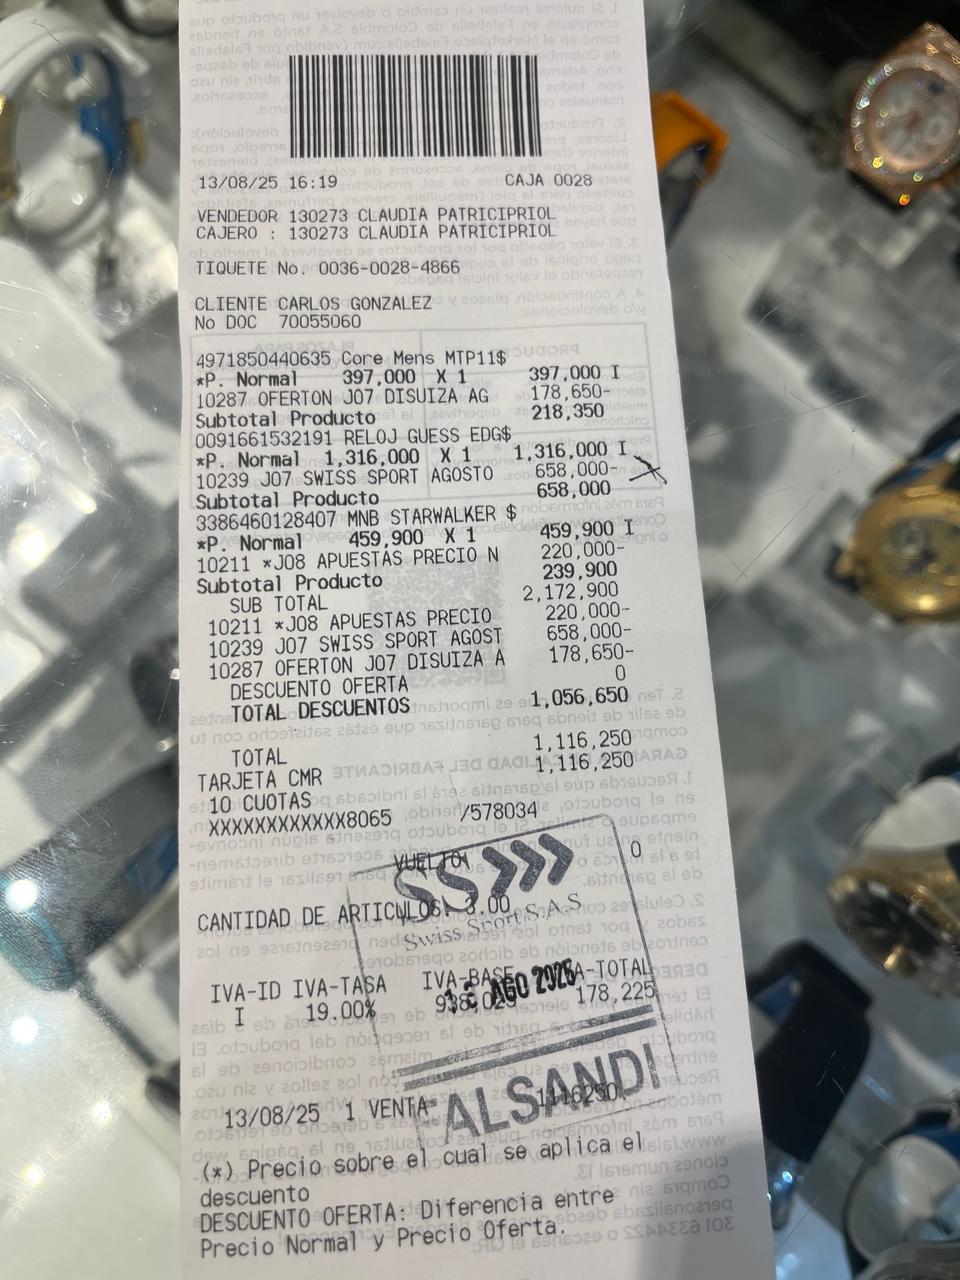 13/08/25 16:19 CAJA 0028
VENDEDOR 130273 CLAUDIA PATRICIPRIOL
CAJERO : 130273 CLAUDIA PATRICIPRIOL
TIQUETE No. 0036-0028-4866
CLIENTE CARLOS GONZALEZ
No DOC 70055060
4971850440635 Core Mens MTP11$
*P. Normal 397,000 X 1 397,000 I
10287 OFERTON J07 DISUIZA AG 178,650-
Subtotal Producto 218,350
0091661532191 RELOJ GUESS EDG$
*P. Normal 1,316,000 X 1 1,316,000 I
10239 J07 SWISS SPORT AGOSTO 658,000-
Subtotal Producto 658,000
3386460128407 MNB STARWALKER $
*P. Normal 459,900 X 1 459,900 I
10211 *J08 APUESTAS PRECIO N 220,000-
Subtotal Producto 239,900
SUB TOTAL 2,172,900
10211 *J08 APUESTAS PRECIO 220,000-
10239 J07 SWISS SPORT AGOST 658,000-
10287 OFERTON J07 DISUIZA A 178,650-
DESCUENTO OFERTA 0
TOTAL DESCUENTOS 1,056,650
TOTAL 1,116,250
TARJETA CMR 1,116,250
10 CUOTAS
XXXXXXXXXXXX8065 /578034
VUELTO 0
SS
CANTIDAD DE ARTICULOS: 3.00
Swiss Sport S.A.S
IVA-ID IVA-TASA IVA-BASE IVA-TOTAL
I 19.00% 178,225
AGO 2025
13/08/25 1 VENTA 1116250
FALSANDI
(*) Precio sobre el cual se aplica el
descuento
DESCUENTO OFERTA: Diferencia entre
Precio Normal y Precio Oferta.